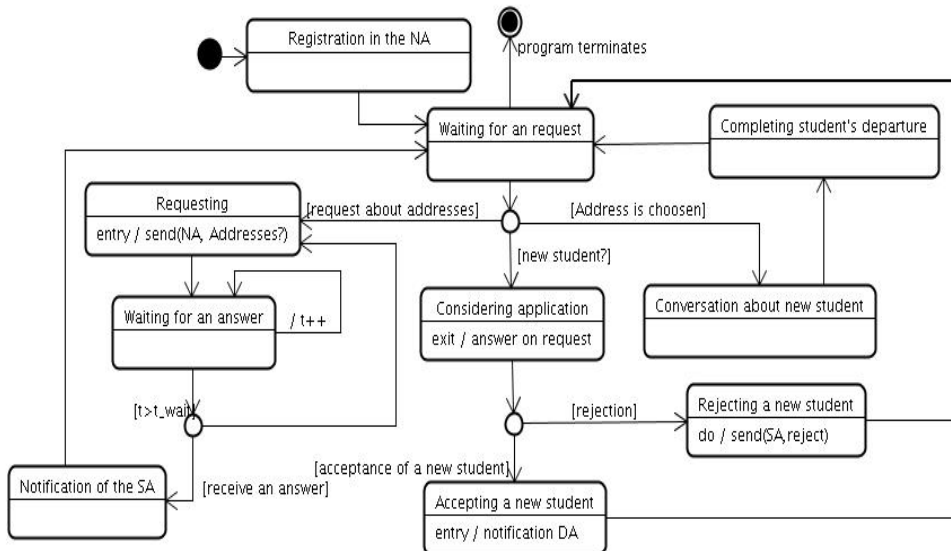 Registration in the NA
program terminates
Waiting for an request
Completing student's departure
Requesting
entry / send(NA, Addresses?)
[request about addresses]
[Address is choosen]
[new student?]
Waiting for an answer
/ t++
Considering application
exit / answer on request
Conversation about new student
[t>t_wait]
[rejection]
Rejecting a new student
do / send(SA,reject)
[acceptance of a new student]
Notification of the SA
[receive an answer]
Accepting a new student
entry / notification DA